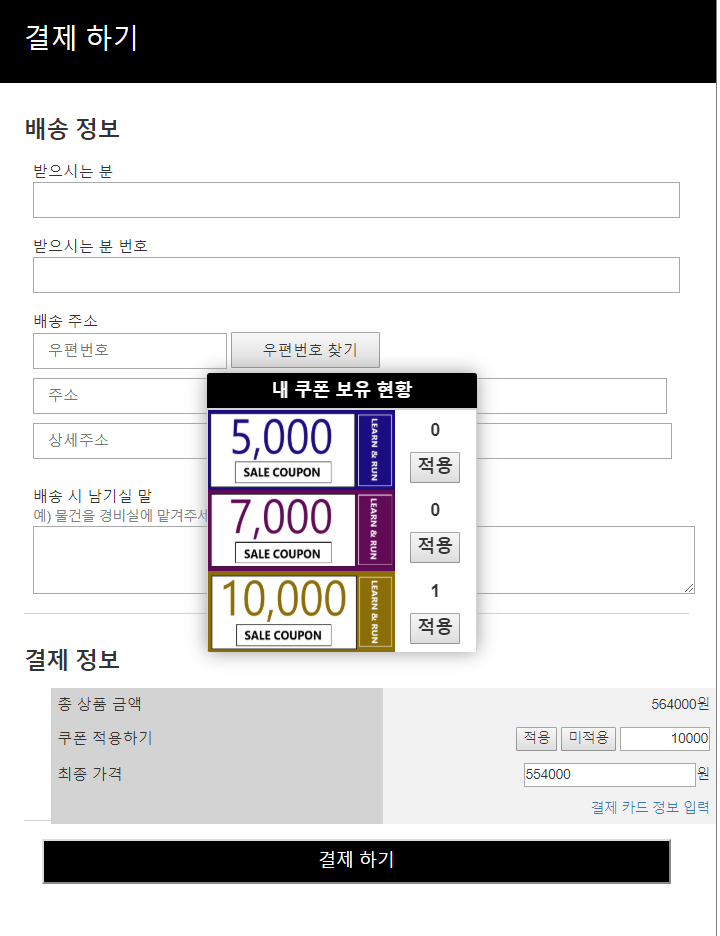 결제 하기
배송 정보
받으시는 분
받으시는 분 번호
배송 주소
우편번호
우편번호 찾기
주소
상세주소
내 쿠폰 보유 현황
5,000
SALE COUPON
LEARN & RUN
0
적용
7,000
SALE COUPON
LEARN & RUN
0
적용
10,000
SALE COUPON
LEARN & RUN
1
적용
배송 시 남기실 말
예) 물건을 경비실에 맡겨주세
결제 정보
총 상품 금액 564000원
쿠폰 적용하기 적용 미적용 10000
최종 가격 554000 원
결제 카드 정보 입력
결제 하기